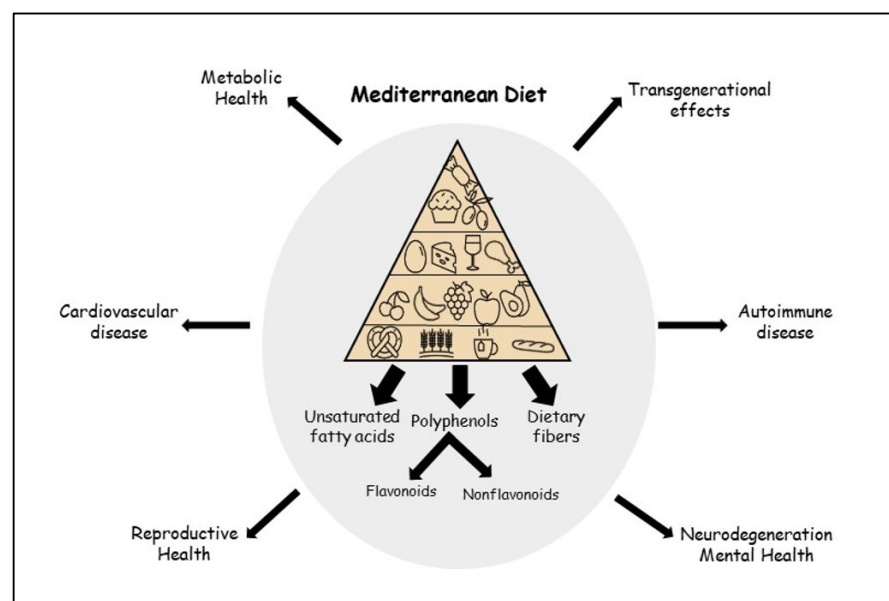 Metabolic
Health
Mediterranean Diet
Transgenerational
effects
Cardiovascular
disease
Autoimmune
disease
Unsaturated
fatty acids
Polyphenols
Dietary
fibers
Flavonoids
Nonflavonoids
Reproductive
Health
Neurodegeneration
Mental Health